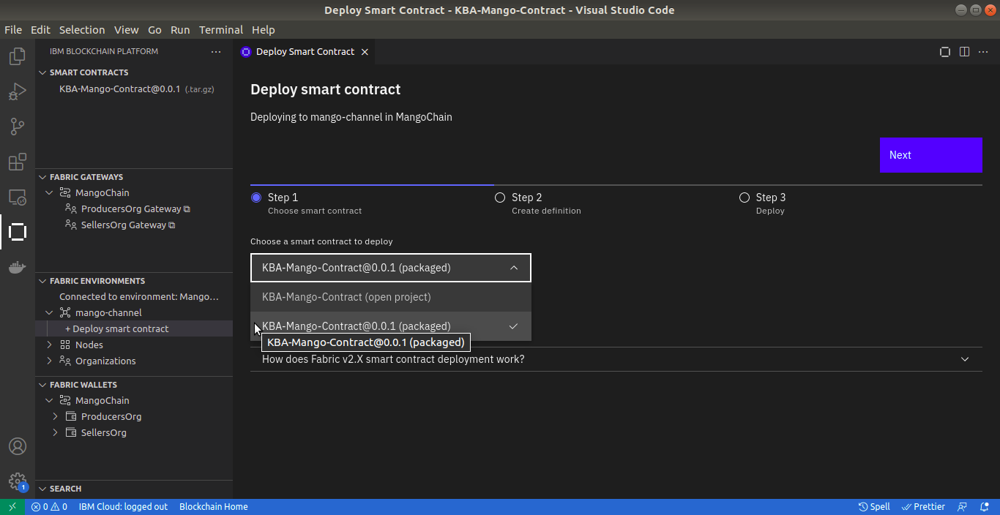 Deploy Smart Contract - KBA-Mango-Contract - Visual Studio Code
File Edit Selection View Go Run Terminal Help
IBM BLOCKCHAIN PLATFORM
SMART CONTRACTS
KBA-Mango-Contract@0.0.1 (.tar.gz)
FABRIC GATEWAYS
MangoChain
ProducersOrg Gateway
SellersOrg Gateway
FABRIC ENVIRONMENTS
Connected to environment: Mango...
mango-channel
+ Deploy smart contract
Nodes
Organizations
FABRIC WALLETS
MangoChain
ProducersOrg
SellersOrg
SEARCH
Deploy Smart Contract
Deploy smart contract
Deploying to mango-channel in MangoChain
Next
Step 1
Choose smart contract
Step 2
Create definition
Step 3
Deploy
Choose a smart contract to deploy
KBA-Mango-Contract@0.0.1 (packaged)
KBA-Mango-Contract (open project)
KBA-Mango-Contract@0.0.1 (packaged)
KBA-Mango-Contract@0.0.1 (packaged)
How does Fabric v2.X smart contract deployment work?
1
0 0 IBM Cloud: logged out Blockchain Home Spell Prettier